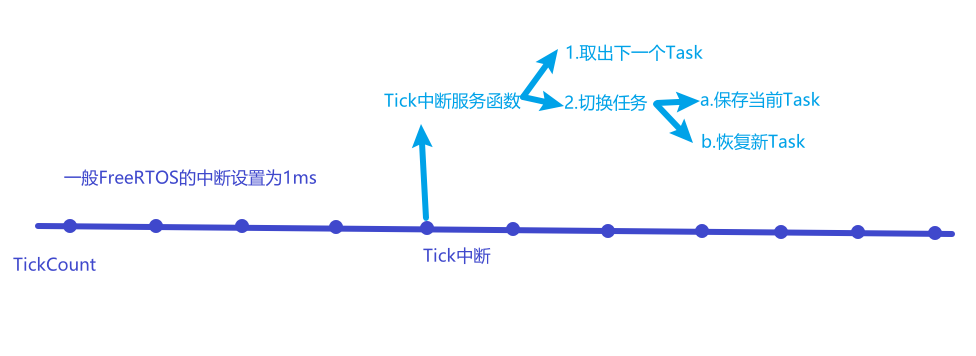 1.取出下一个Task
Tick中断服务函数
2.切换任务
a.保存当前Task
b.恢复新Task
一般FreeRTOS的中断设置为1ms
Tick中断
TickCount